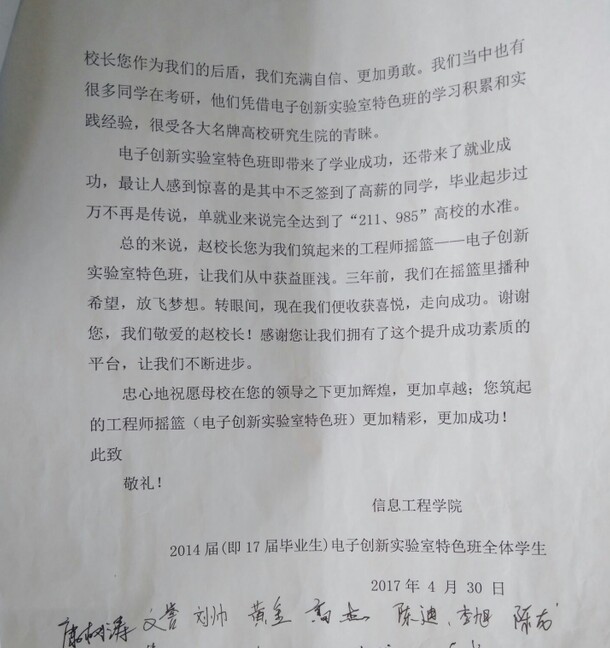 校长您作为我们的后盾，我们充满自信、更加勇敢。我们当中也有
很多同学在考研，他们凭借电子创新实验室特色班的学习积累和实
践经验，很受各大名牌高校研究生院的青睐。
电子创新实验室特色班即带来了学业成功，还带来了就业成
功，最让人感到惊喜的是其中不乏签到了高薪的同学，毕业起步过
万不再是传说，单就业来说完全达到了“211、985”高校的水准。
总的来说，赵校长您为我们筑起来的工程师摇篮——电子创新
实验室特色班，让我们从中获益匪浅。三年前，我们在摇篮里播种
希望，放飞梦想。转眼间，现在我们便收获喜悦，走向成功。谢谢
您，我们敬爱的赵校长！感谢您让我们拥有了这个提升成功素质的
平台，让我们不断进步。
忠心地祝愿母校在您的领导之下更加辉煌，更加卓越；您筑起
的工程师摇篮（电子创新实验室特色班）更加精彩，更加成功！
此致
敬礼！
信息工程学院
2014届(即17届毕业生)电子创新实验室特色班全体学生
2017年4月30日
康树涛 文誉 刘帅 黄金 陈迪 李旭 陈龙